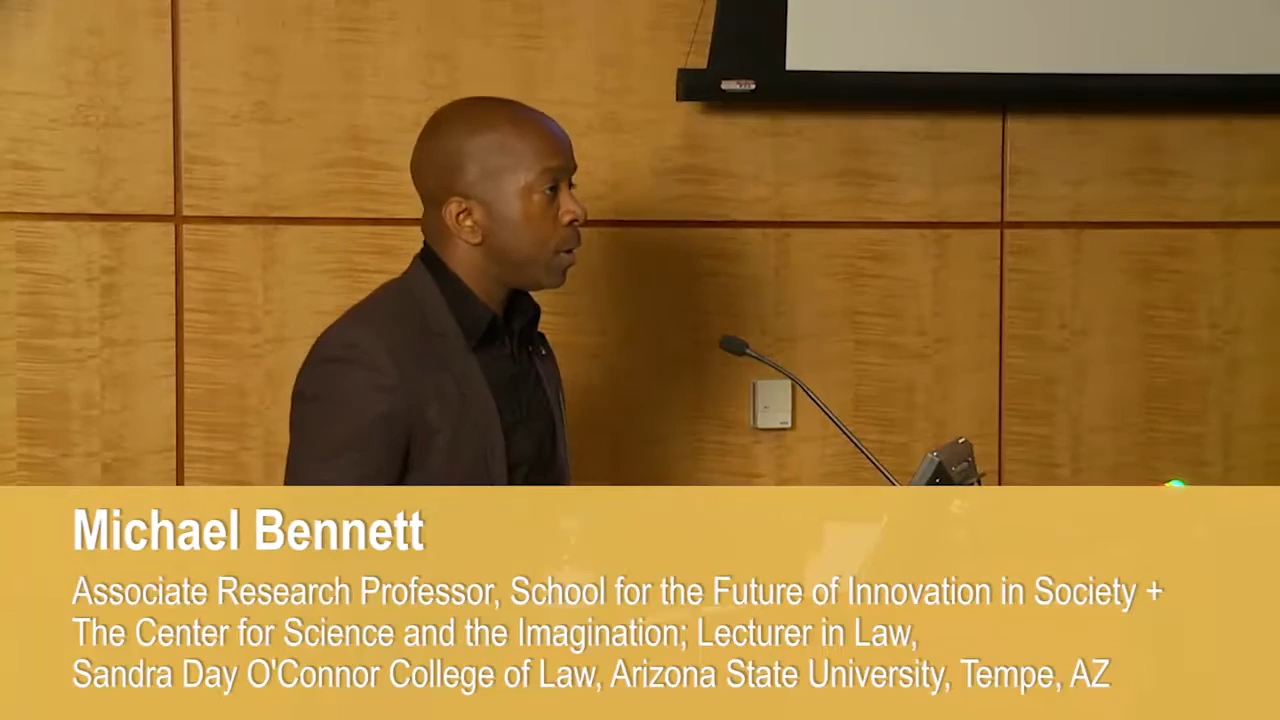 Michael Bennett
Associate Research Professor, School for the Future of Innovation in Society +
The Center for Science and the Imagination; Lecturer in Law,
Sandra Day O'Connor College of Law, Arizona State University, Tempe, AZ